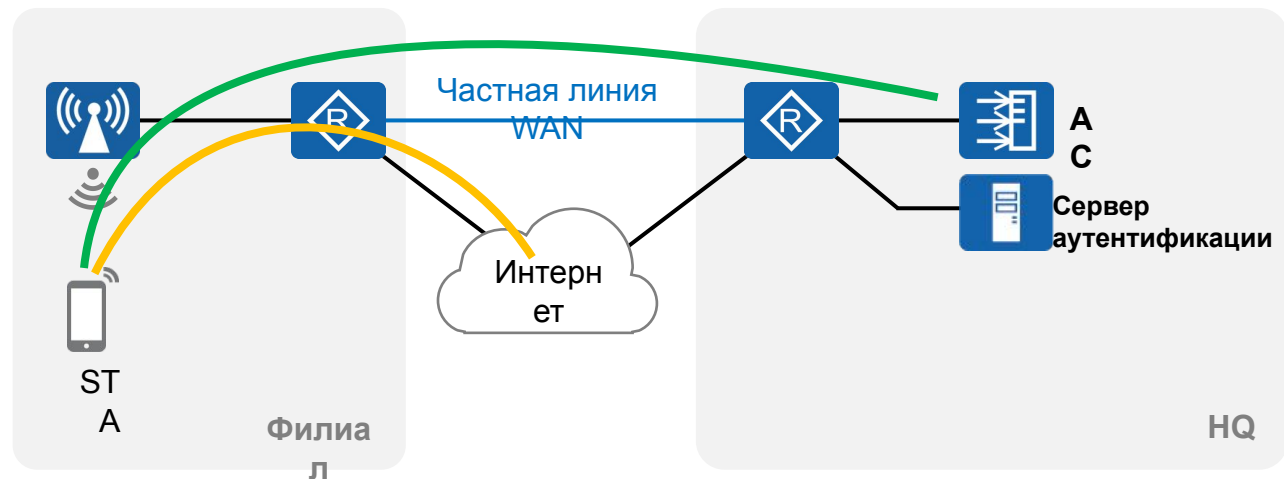 Частная линия
WAN
R
R
A
C
Сервер
аутентификации
Интерн
ет
ST
A
Филиа
л
HQ